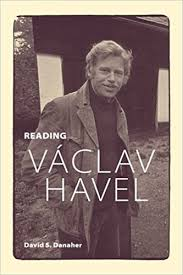 READING
VÁCLAV
HAVEL
David S. Danaher